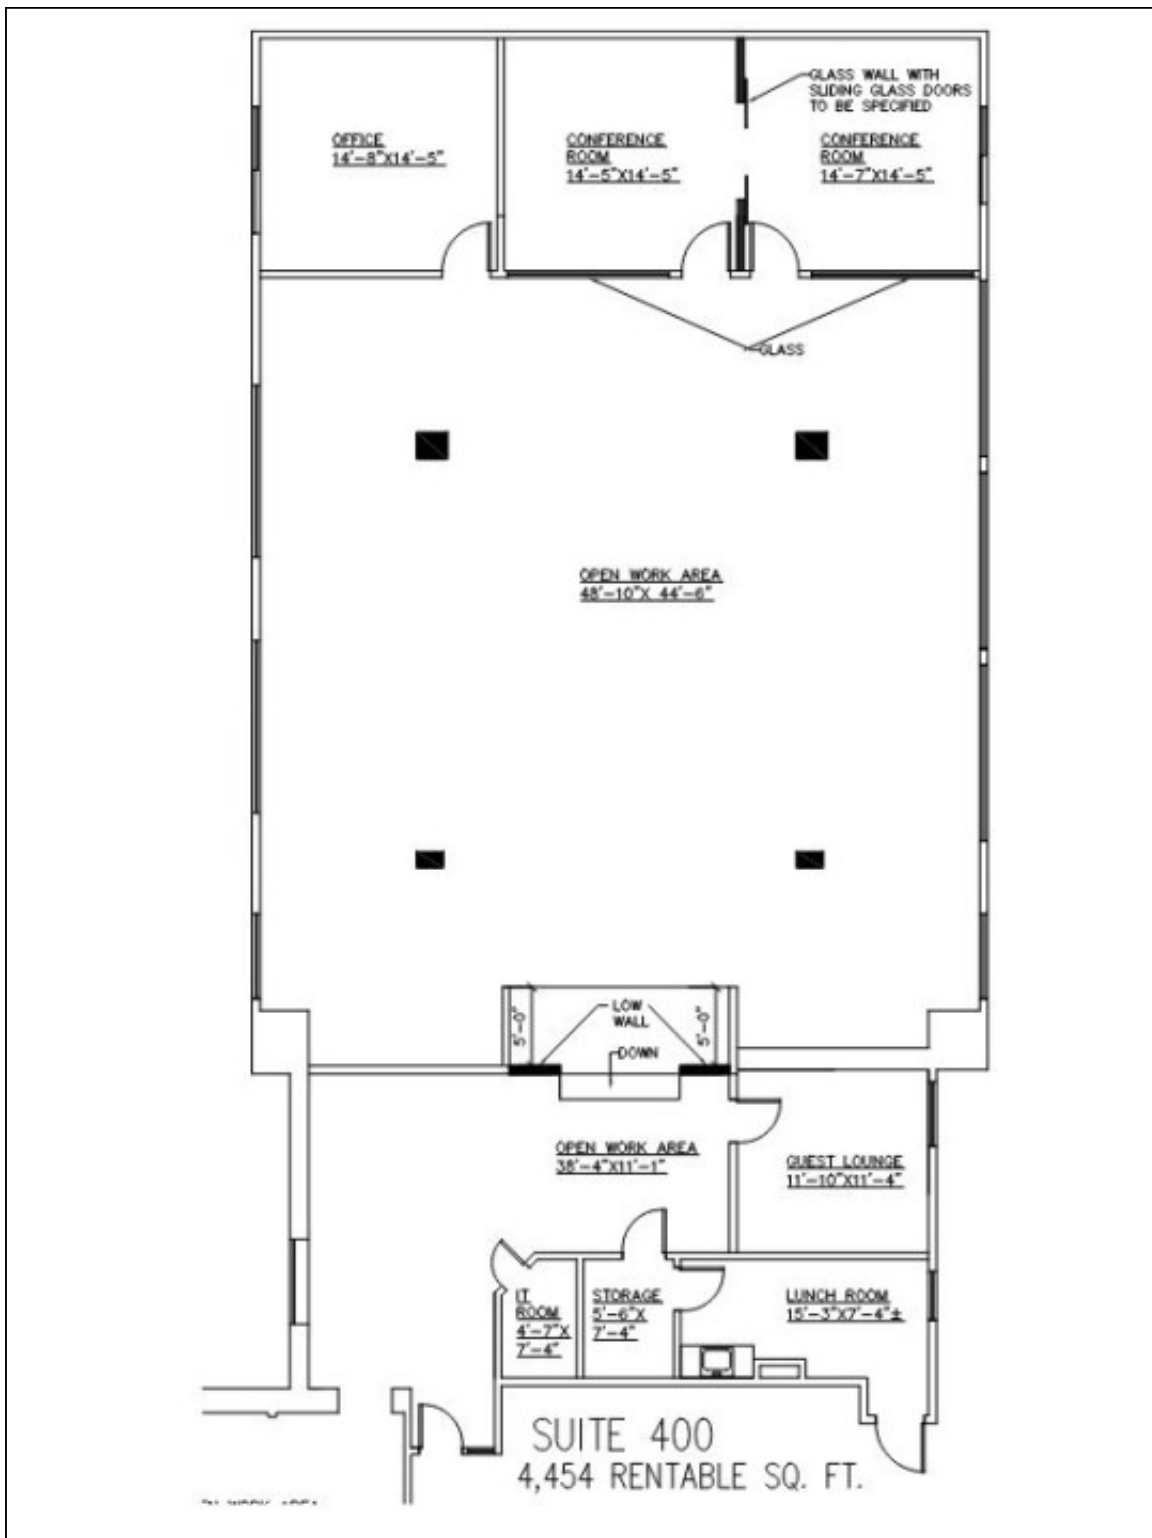 GLASS WALL WITH
SLIDING GLASS DOORS
TO BE SPECIFIED
OFFICE
14'-8"X14'-5"
CONFERENCE
ROOM
14'-5"X14'-5"
CONFERENCE
ROOM
14'-7"X14'-5"
GLASS
OPEN WORK AREA
48'-10"X 44'-6"
5'-0"
LOW
WALL
5'-0"
DOWN
OPEN WORK AREA
38'-4"X11'-1"
GUEST LOUNGE
11'-10"X11'-4"
IT
ROOM
4'-7"X
7'-4"
STORAGE
5'-6"X
7'-4"
LUNCH ROOM
15'-3"X7'-4"±
SUITE 400
4,454 RENTABLE SQ. FT.